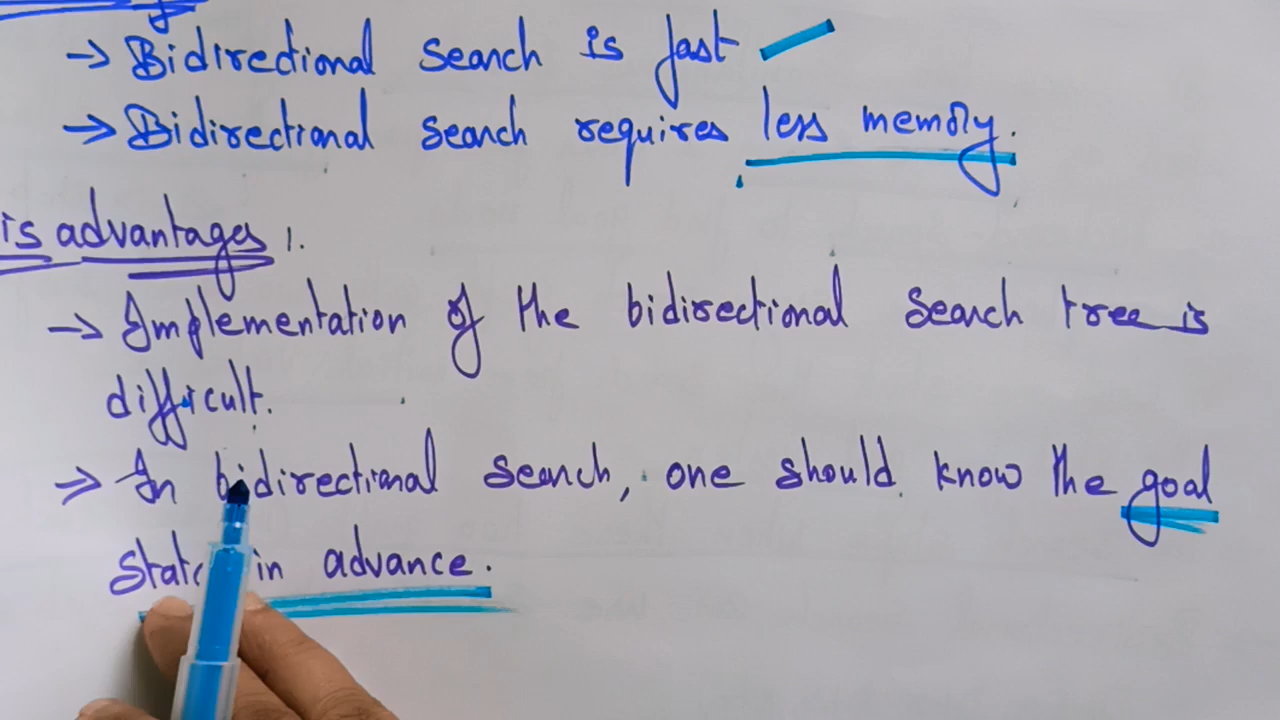 → Bidirectional search is fast
→ Bidirectional search requires less memory.
is advantages :
→ Implementation of the bidirectional search tree is
difficult.
→ In bidirectional search, one should know the goal
state in advance.